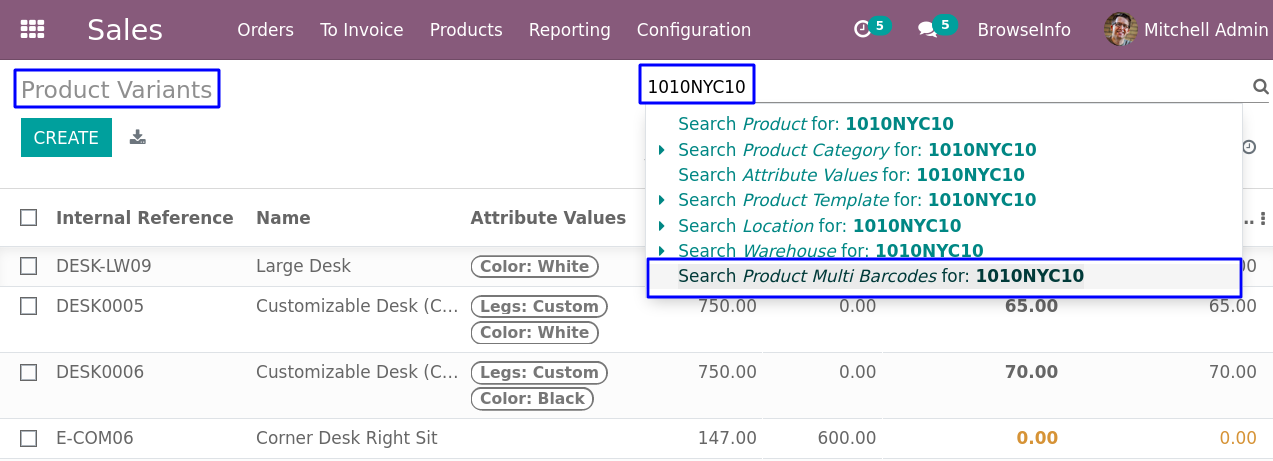 Sales Orders To Invoice Products Reporting Configuration 5 5 BrowseInfo Mitchell Admin
Product Variants 1010NYC10
CREATE
Search Product for: 1010NYC10
Search Product Category for: 1010NYC10
Search Attribute Values for: 1010NYC10
Search Product Template for: 1010NYC10
Search Location for: 1010NYC10
Search Warehouse for: 1010NYC10
Search Product Multi Barcodes for: 1010NYC10
Internal Reference Name Attribute Values ...
DESK-LW09 Large Desk Color: White 00
DESK0005 Customizable Desk (C... Legs: Custom 750.00 0.00 65.00 65.00
Color: White
DESK0006 Customizable Desk (C... Legs: Custom 750.00 0.00 70.00 70.00
Color: Black
E-COM06 Corner Desk Right Sit 147.00 600.00 0.00 0.00